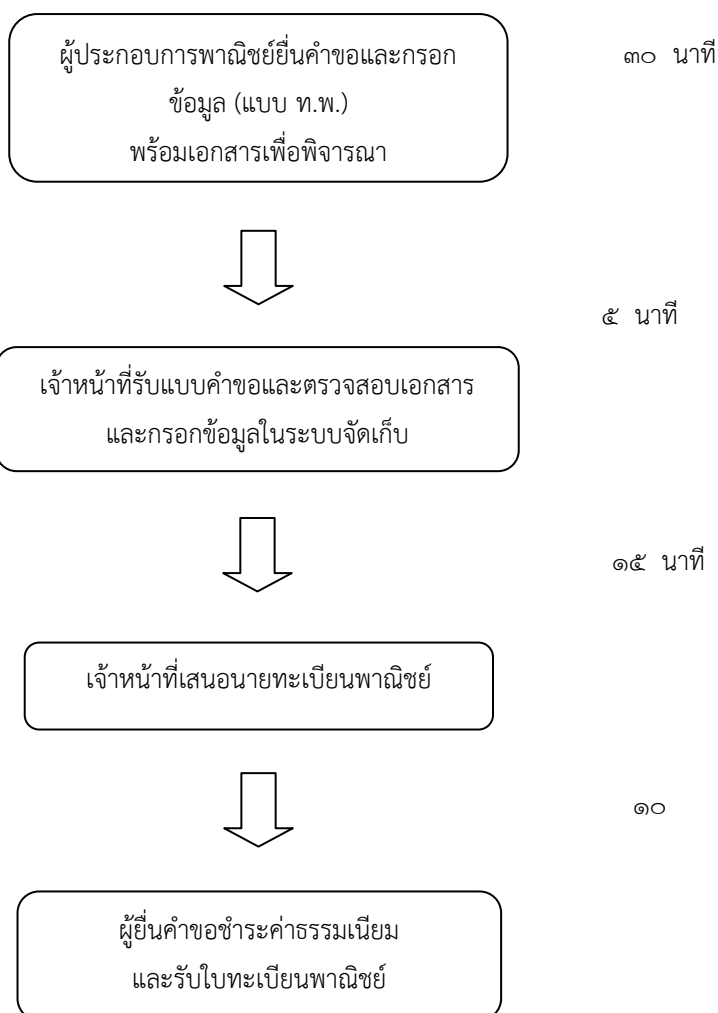 ผู้ประกอบการพาณิชย์ยื่นคำขอและกรอก
ข้อมูล (แบบ ท.พ.)
พร้อมเอกสารเพื่อพิจารณา
๓๐ นาที
๕ นาที
เจ้าหน้าที่รับแบบคำขอและตรวจสอบเอกสาร
และกรอกข้อมูลในระบบจัดเก็บ
๑๕ นาที
เจ้าหน้าที่เสนอนายทะเบียนพาณิชย์
๑๐
ผู้ยื่นคำขอชำระค่าธรรมเนียม
และรับใบทะเบียนพาณิชย์